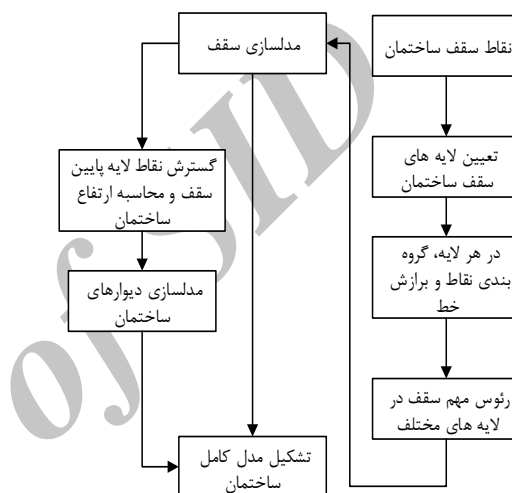 نقاط سقف ساختمان
تعیین لایه های
سقف ساختمان
در هر لایه، گروه
بندی نقاط و برازش
خط
رئوس مهم سقف در
لایه های مختلف
مدلسازی سقف
گسترش نقاط لایه پایین
سقف و محاسبه ارتفاع
ساختمان
مدلسازی دیوارهای
ساختمان
تشکیل مدل کامل
ساختمان
of SID